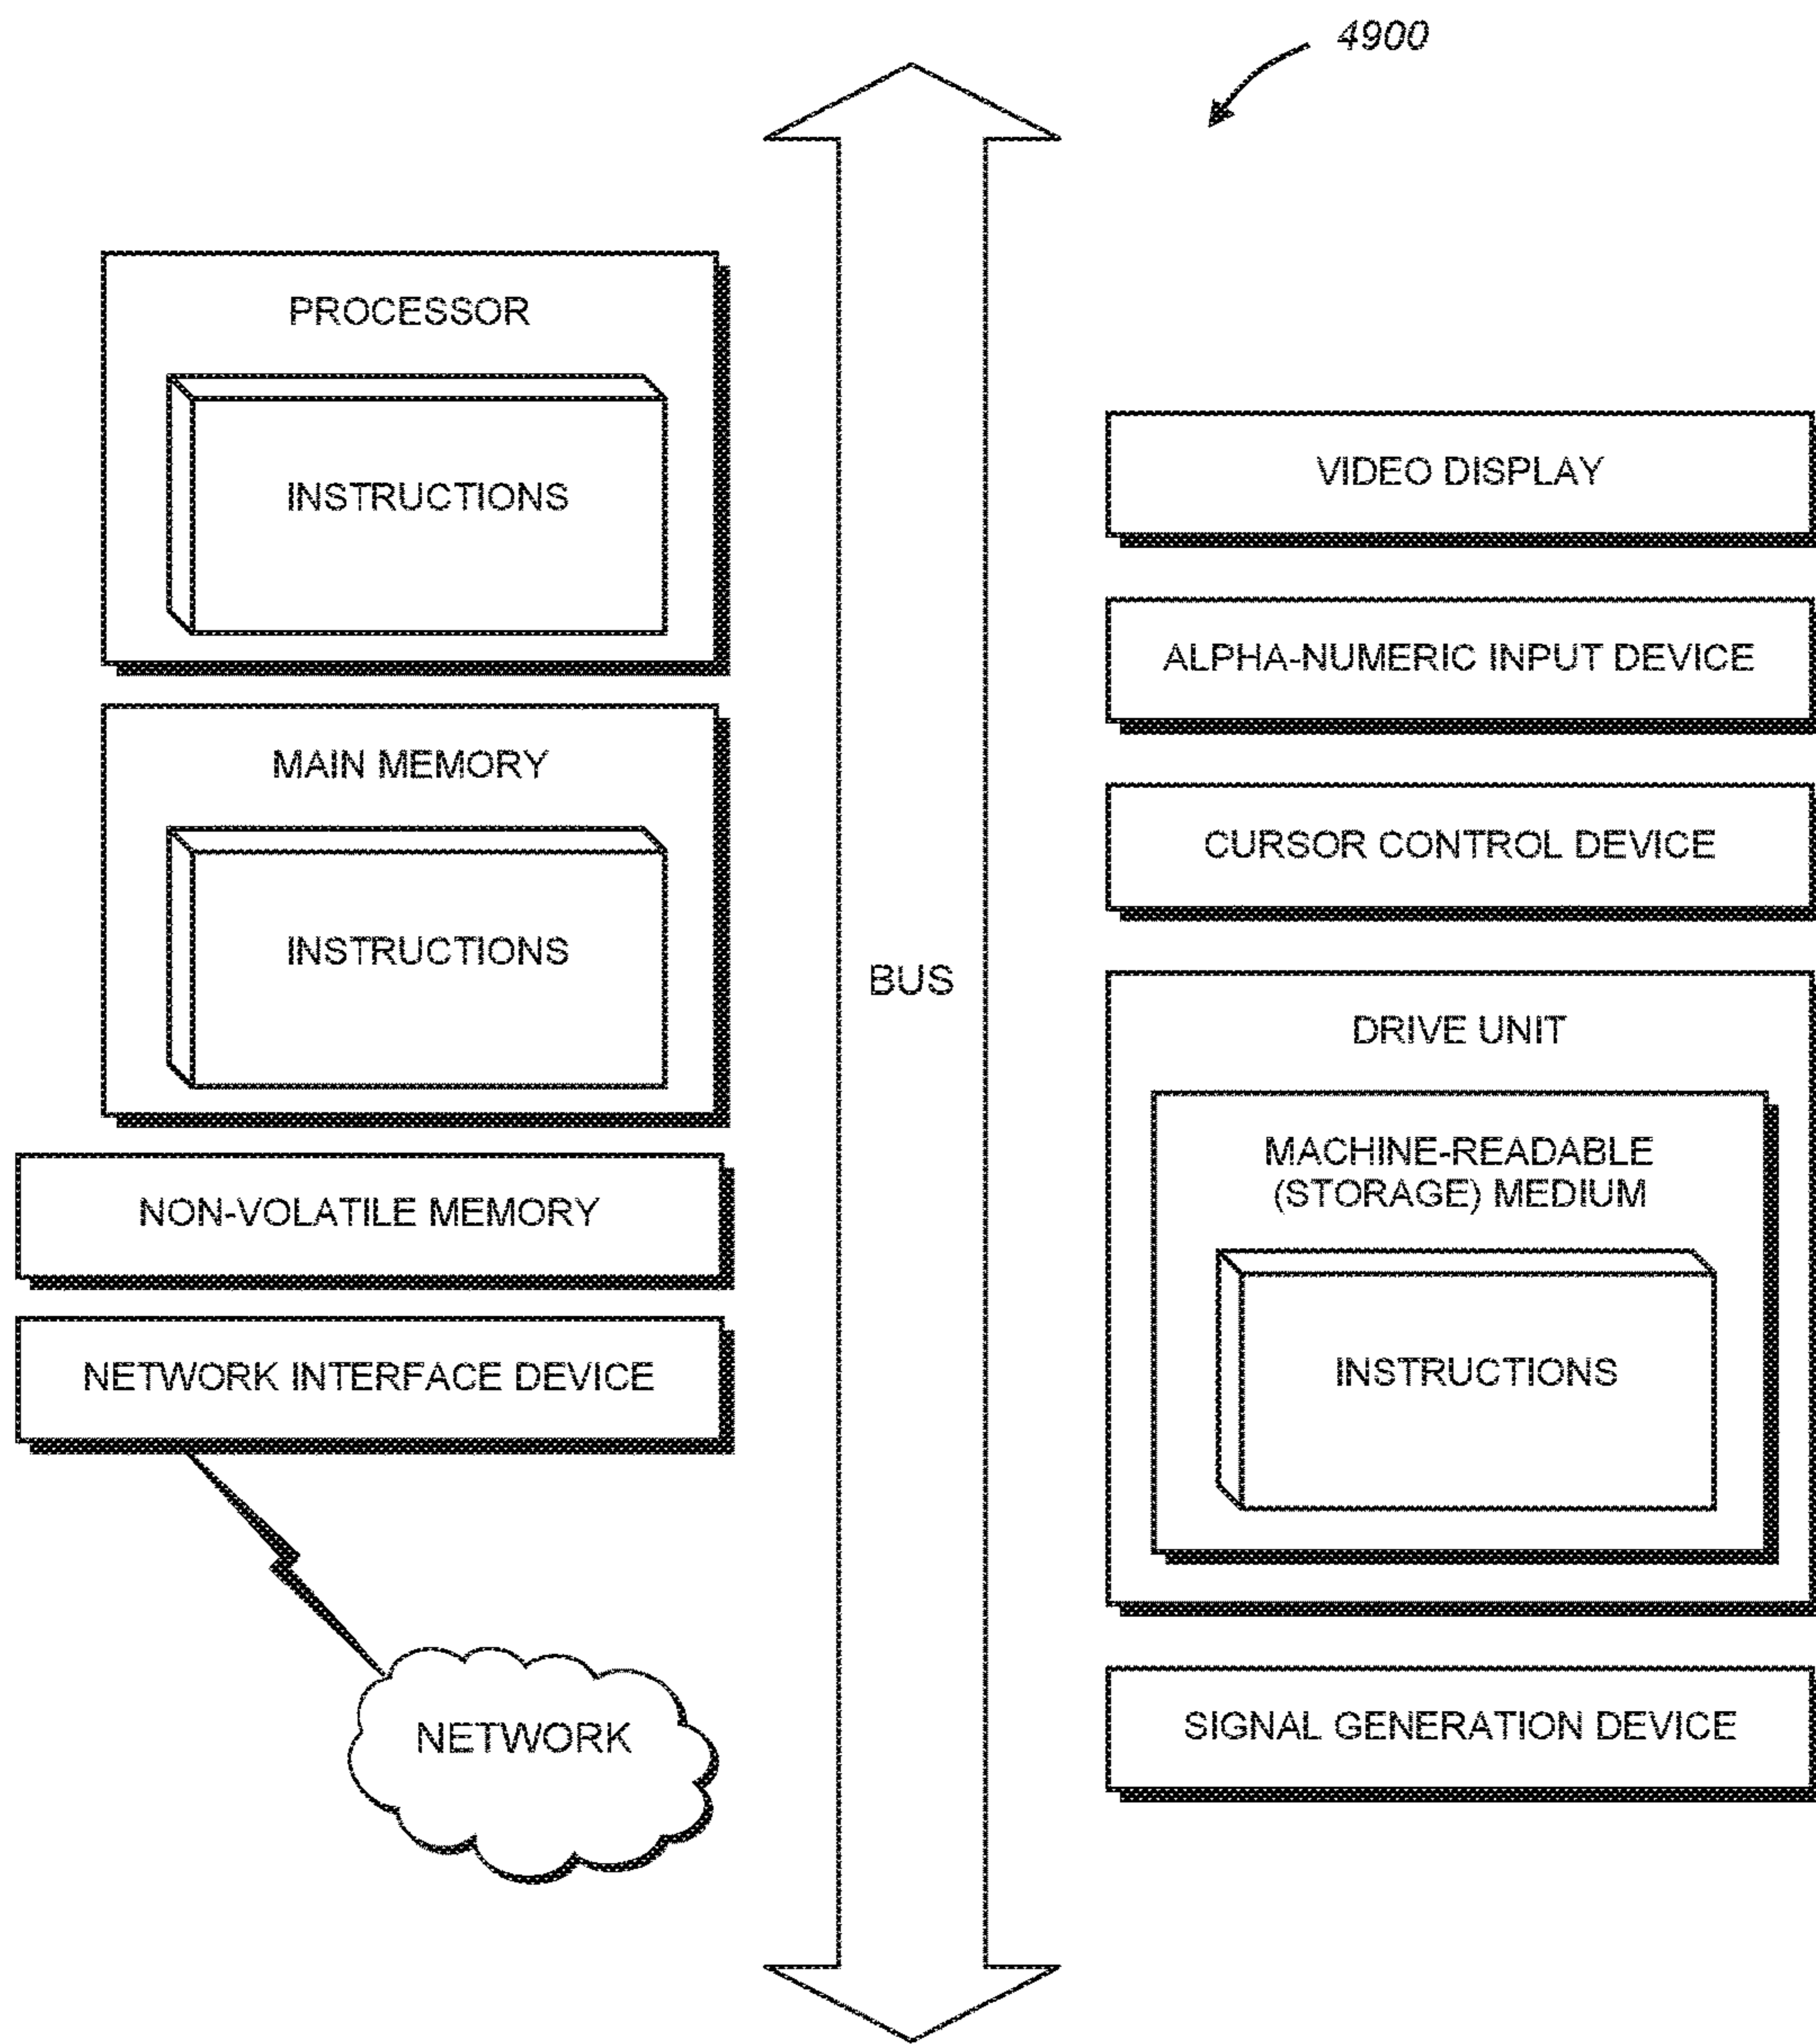 4900
PROCESSOR
INSTRUCTIONS
MAIN MEMORY
INSTRUCTIONS
NON-VOLATILE MEMORY
NETWORK INTERFACE DEVICE
NETWORK
BUS
VIDEO DISPLAY
ALPHA-NUMERIC INPUT DEVICE
CURSOR CONTROL DEVICE
DRIVE UNIT
MACHINE-READABLE
(STORAGE) MEDIUM
INSTRUCTIONS
SIGNAL GENERATION DEVICE